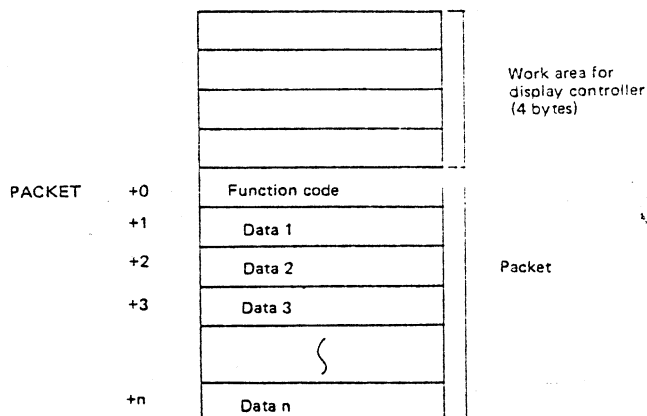 Work area for
display controller
(4 bytes)
PACKET +0 Function code
+1 Data 1
+2 Data 2
Packet
+3 Data 3
+n Data n